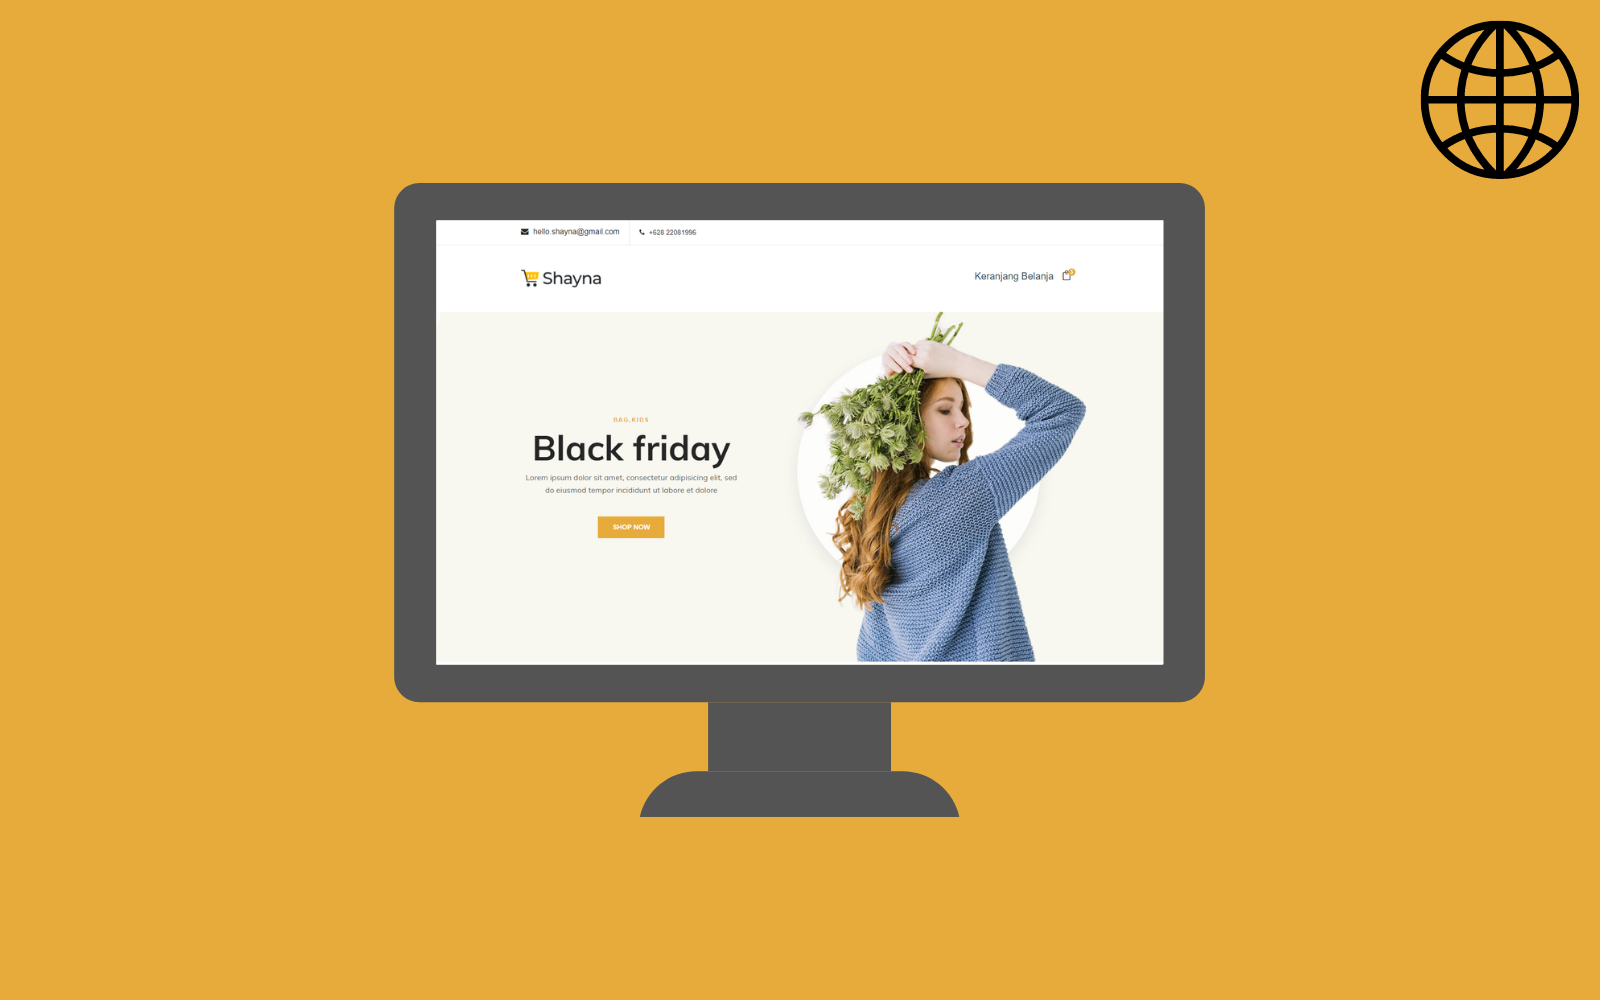 hello.shayna@gmail.com
+628 22081996
Shayna
Keranjang Belanja
BAG,KIDS
Black friday
Lorem ipsum dolor sit amet, consectetur adipisicing elit, sed
do eiusmod tempor incididunt ut labore et dolore
SHOP NOW